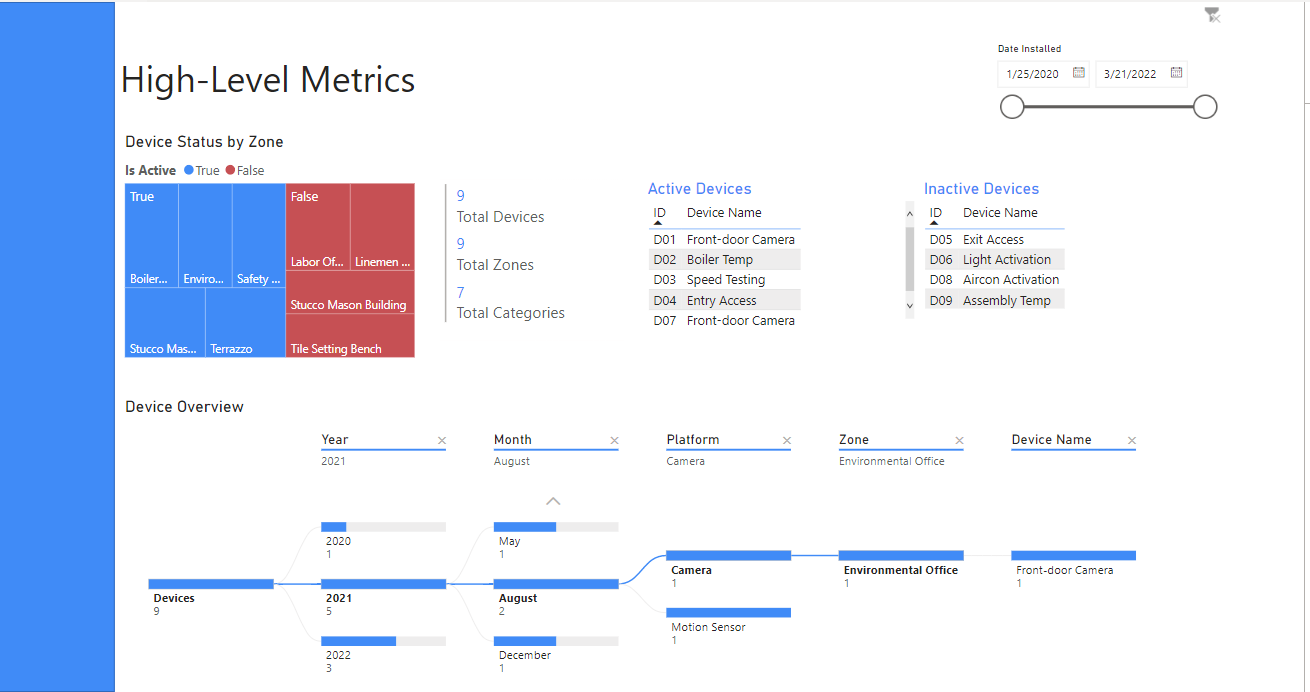 High-Level Metrics
Date Installed
1/25/2020 3/21/2022
Device Status by Zone
Is Active True False
True
Boiler...
Enviro...
Safety ...
Stucco Mas...
Terrazzo
False
Labor Of...
Linemen ...
Stucco Mason Building
Tile Setting Bench
9
Total Devices
9
Total Zones
7
Total Categories
Active Devices
ID Device Name
D01 Front-door Camera
D02 Boiler Temp
D03 Speed Testing
D04 Entry Access
D07 Front-door Camera
Inactive Devices
ID Device Name
D05 Exit Access
D06 Light Activation
D08 Aircon Activation
D09 Assembly Temp
Device Overview
Year Month Platform Zone Device Name
2021 August Camera Environmental Office
Devices
9
2020
1
2021
5
2022
3
May
1
August
2
December
1
Camera
1
Motion Sensor
1
Environmental Office
1
Front-door Camera
1